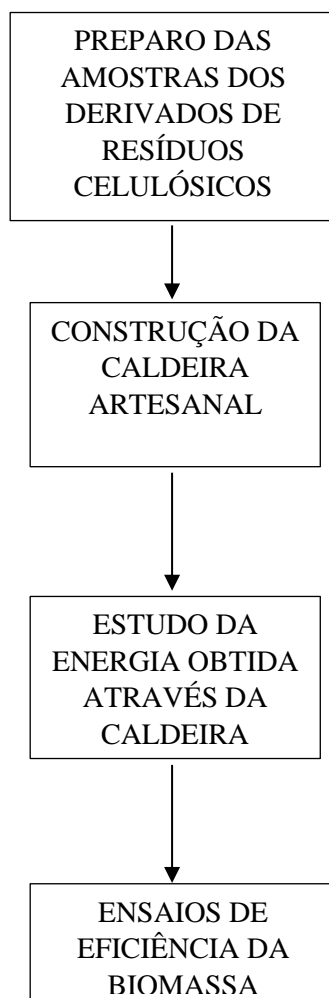 PREPARO DAS
AMOSTRAS DOS
DERIVADOS DE
RESÍDUOS
CELULÓSICOS
CONSTRUÇÃO DA
CALDEIRA
ARTESANAL
ESTUDO DA
ENERGIA OBTIDA
ATRAVÉS DA
CALDEIRA
ENSAIOS DE
EFICIÊNCIA DA
BIOMASSA